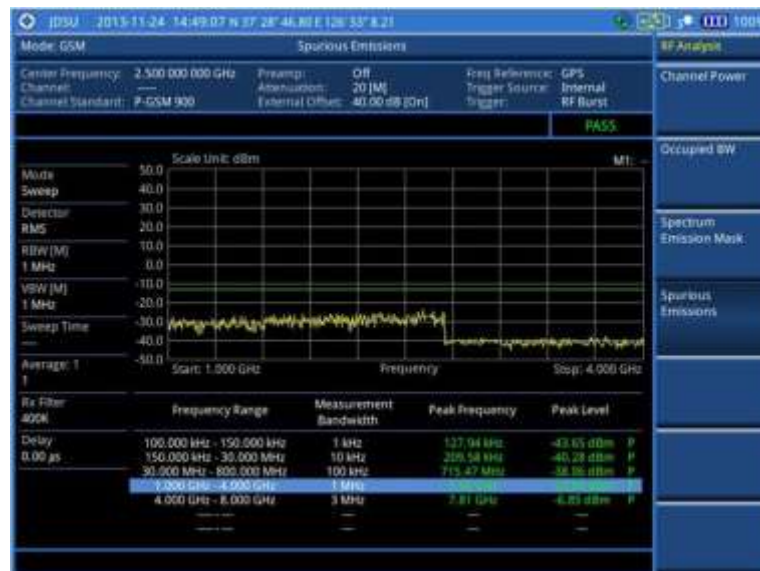 JDSU 2015-11-24 14:49:07 N 37° 28' 46.80 E 126° 53' 8.21 100%
Mode: GSM Spurious Emissions RF Analysis
Center Frequency: 2.500 000 000 GHz Preamp: Off Freq Reference: GPS
Channel: ---- Attenuation: 20 [M] Trigger Source: Internal
Channel Standard: P-GSM 900 External Offset: 40.00 dB [On] Trigger: RF Burst
Channel Power
PASS
Occupied BW
Scale Unit: dBm M1: --
Mode
Sweep
Detector
RMS
RBW [M]
1 MHz
VBW [M]
1 MHz
Sweep Time
----
Average: 1
1
Rx Filter
400K
Delay
0.00 µs
50.0
40.0
30.0
20.0
10.0
0.0
-10.0
-20.0
-30.0
-40.0
-50.0
Start: 1.000 GHz Frequency Stop: 4.000 GHz
Spectrum
Emission Mask
Spurious
Emissions
Frequency Range Measurement Bandwidth Peak Frequency Peak Level
100.000 kHz - 150.000 kHz 1 kHz 127.94 kHz -43.65 dBm P
150.000 kHz - 30.000 MHz 10 kHz 209.58 kHz -40.28 dBm P
30.000 MHz - 800.000 MHz 100 kHz 715.47 MHz -38.06 dBm P
1.000 GHz - 4.000 GHz 1 MHz
4.000 GHz - 8.000 GHz 3 MHz 7.81 GHz -6.85 dBm P